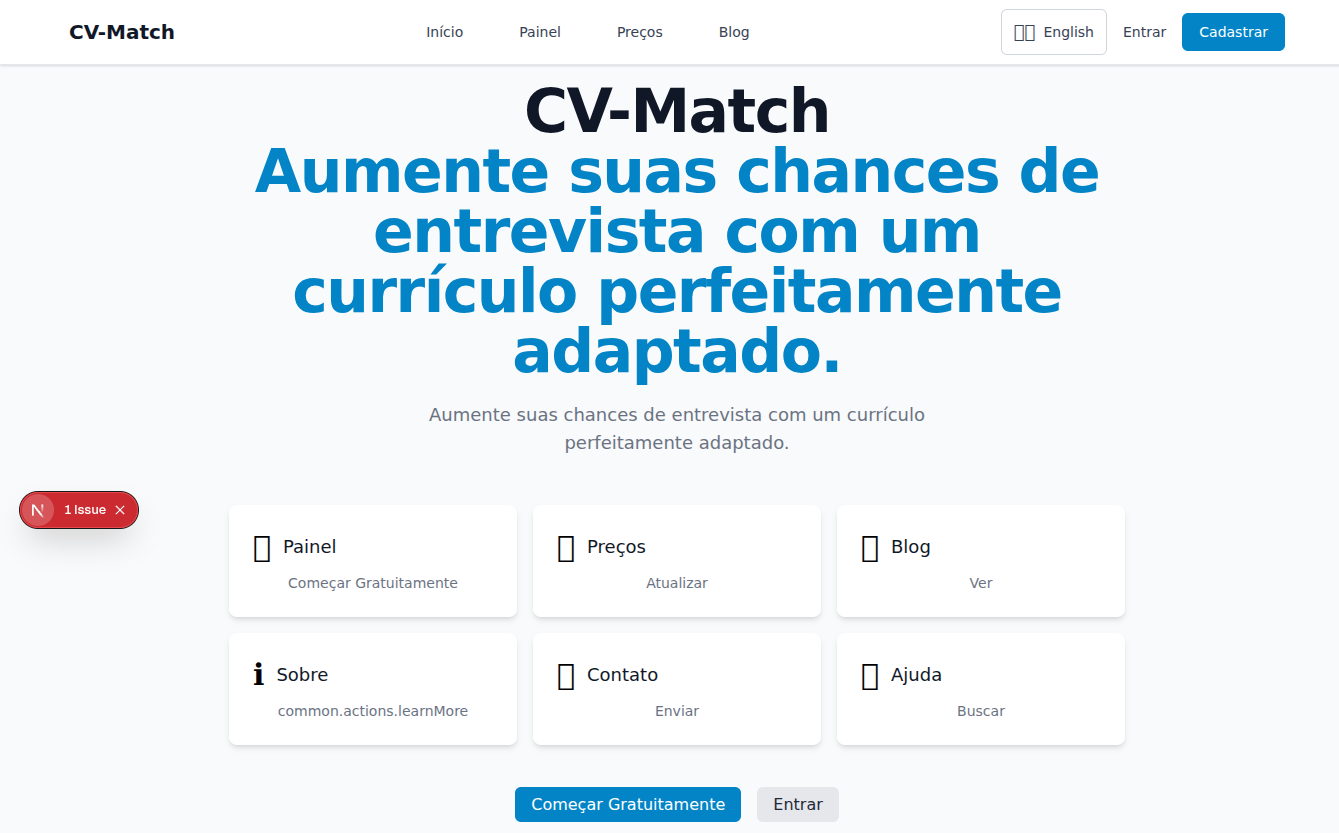 CV-Match
Início
Painel
Preços
Blog
English
Entrar
Cadastrar
CV-Match
Aumente suas chances de
entrevista com um
currículo perfeitamente
adaptado.
Aumente suas chances de entrevista com um currículo
perfeitamente adaptado.
1 Issue
Painel
Começar Gratuitamente
Preços
Atualizar
Blog
Ver
ℹ Sobre
common.actions.learnMore
Contato
Enviar
Ajuda
Buscar
Começar Gratuitamente
Entrar